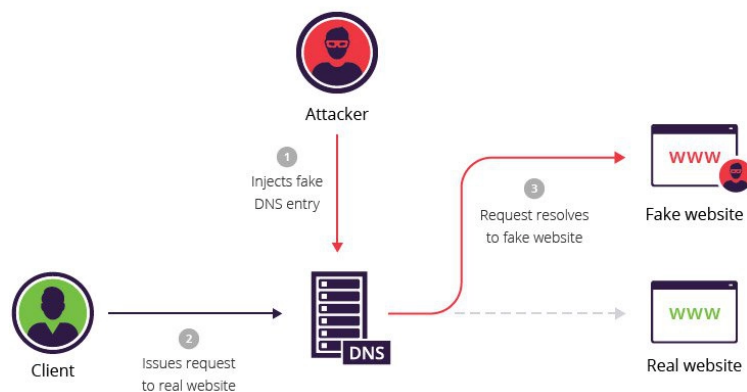 Attacker
1
Injects fake
DNS entry
3
Request resolves
to fake website
www
Fake website
Client
2
Issues request
to real website
DNS
www
Real website